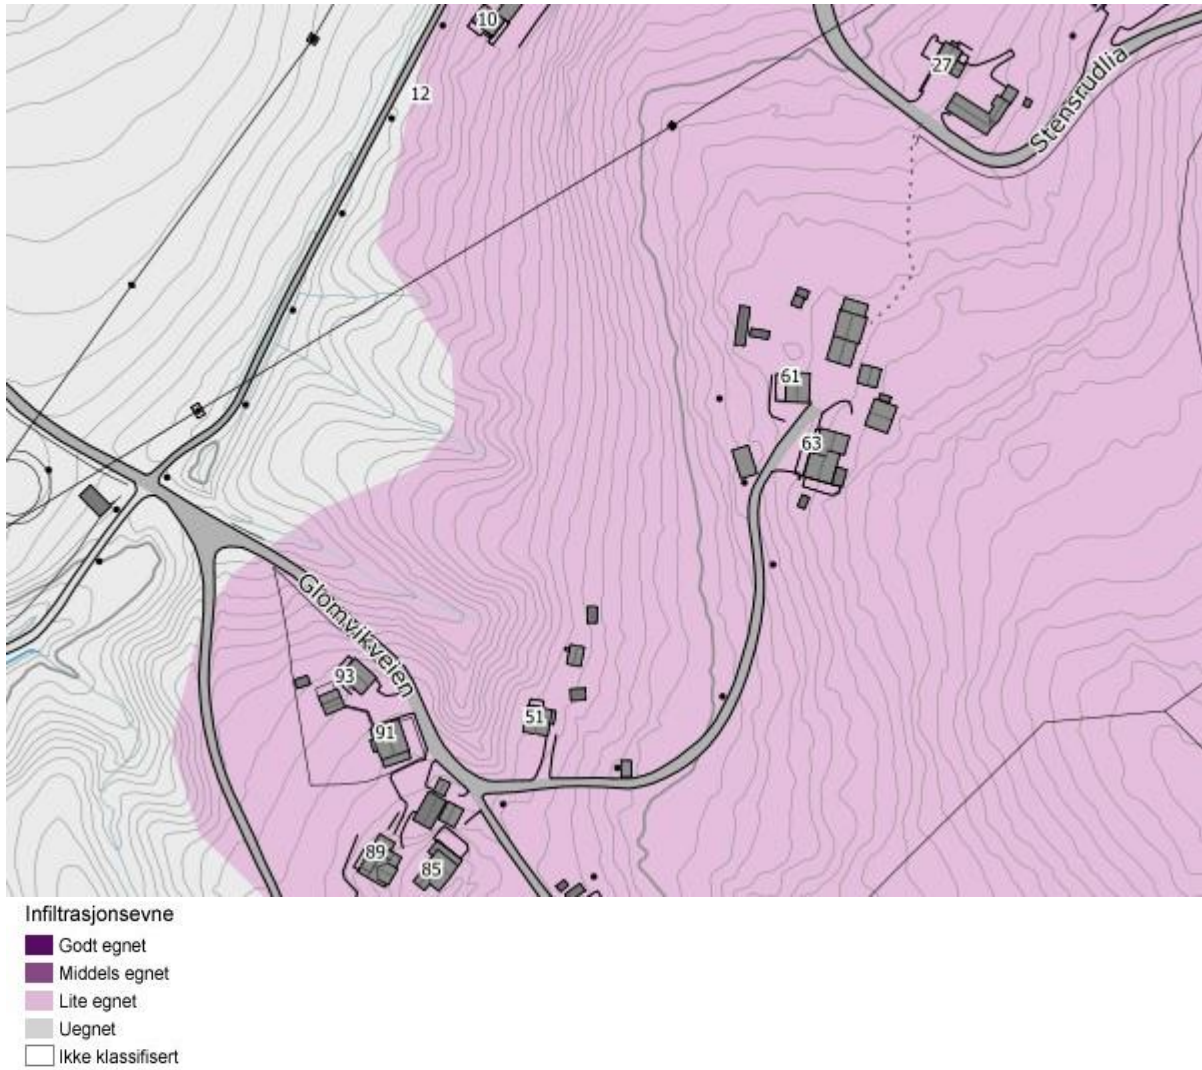 10
27
12
Stensrudlia
61
63
Glomvikveien
93
51
91
89
85
Infiltrasjonsevne
Godt egnet
Middels egnet
Lite egnet
Uegnet
Ikke klassifisert